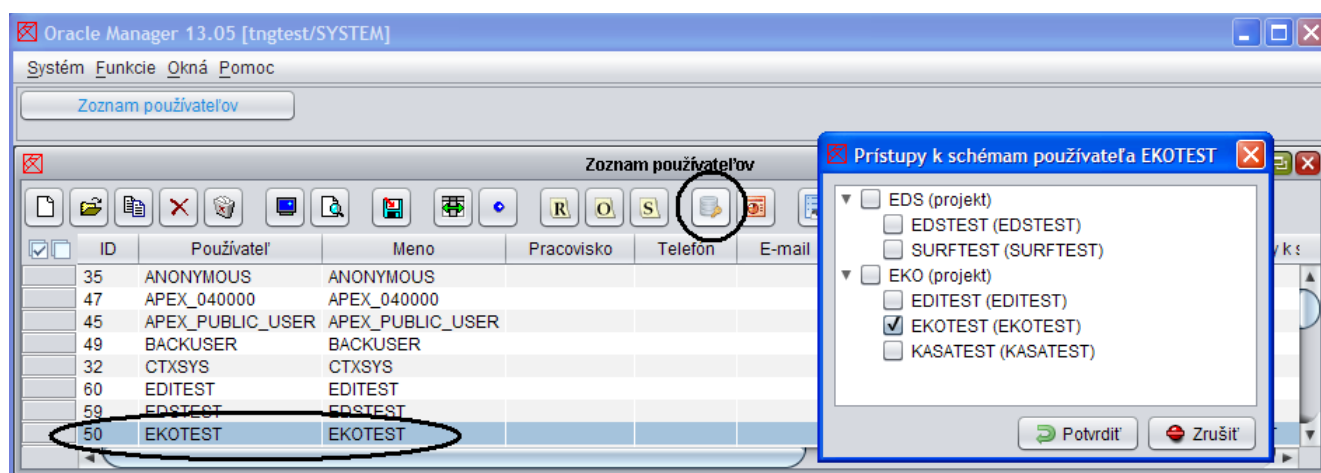 Oracle Manager 13.05 [tngtest/SYSTEM]
Systém Funkcie Okná Pomoc
Zoznam používateľov
Zoznam používateľov
R O S
ID Používateľ Meno Pracovisko Telefón E-mail
35 ANONYMOUS ANONYMOUS
47 APEX_040000 APEX_040000
45 APEX_PUBLIC_USER APEX_PUBLIC_USER
49 BACKUSER BACKUSER
32 CTXSYS CTXSYS
60 EDITEST EDITEST
59 EDSTEST EDSTEST
50 EKOTEST EKOTEST
Prístupy k schémam používateľa EKOTEST
EDS (projekt)
EDSTEST (EDSTEST)
SURFTEST (SURFTEST)
EKO (projekt)
EDITEST (EDITEST)
EKOTEST (EKOTEST)
KASATEST (KASATEST)
Potvrdiť Zrušiť